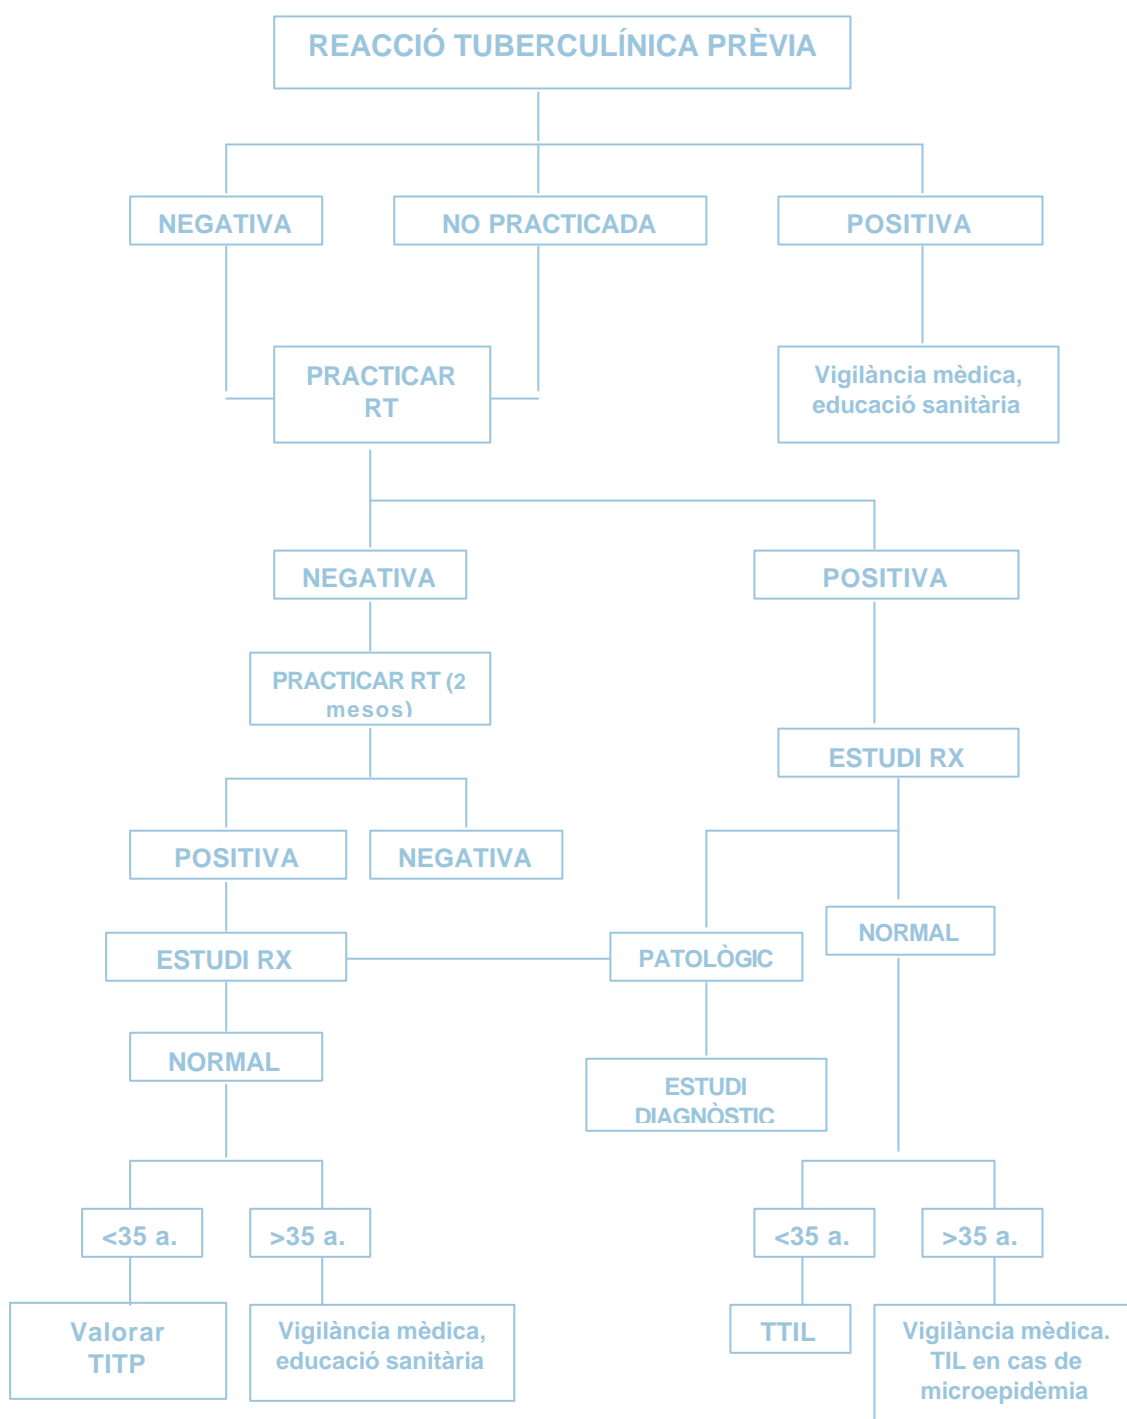 REACCIÓ TUBERCULÍNICA PRÈVIA
NEGATIVA
NO PRACTICADA
POSITIVA
PRACTICAR
RT
Vigilància mèdica,
educació sanitària
NEGATIVA
POSITIVA
PRACTICAR RT (2
mesos)
ESTUDI RX
POSITIVA
NEGATIVA
NORMAL
ESTUDI RX
PATOLÒGIC
NORMAL
ESTUDI
DIAGNÒSTIC
<35 a.
>35 a.
<35 a.
>35 a.
Valorar
TITP
Vigilància mèdica,
educació sanitària
TTIL
Vigilància mèdica.
TIL en cas de
microepidèmia